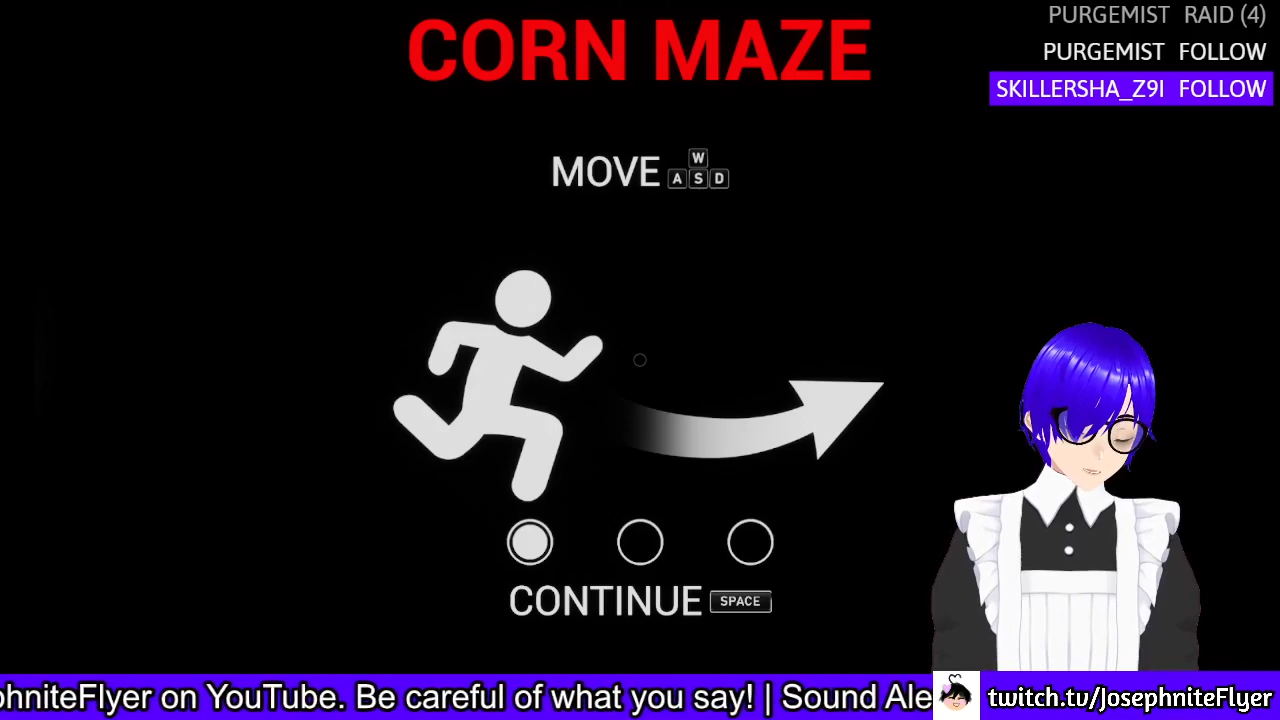 CORN MAZE
PURGEMIST RAID (4)
PURGEMIST FOLLOW
SKILLERSHA_Z9I FOLLOW
MOVE W A S D
CONTINUE SPACE
ohniteFlyer on YouTube. Be careful of what you say! | Sound Ale
twitch.tv/JosephniteFlyer